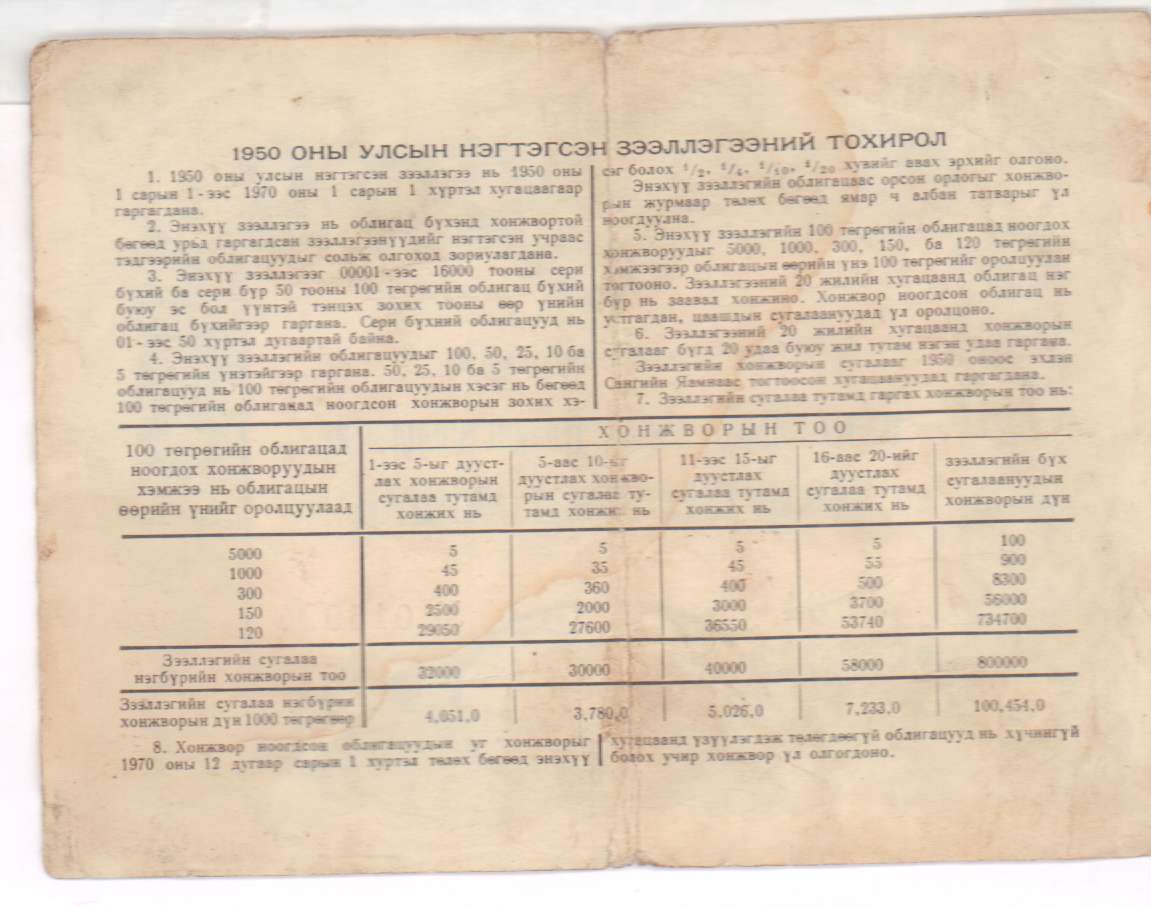 1950 ОНЫ УЛСЫН НЭГТЭГСЭН ЗЭЭЛЛЭГЭЭНИЙ ТОХИРОЛ
1. 1950 оны улсын нэгтэгсэн зээллэгээ нь 1950 оны
1 сарын 1-ээс 1970 оны 1 сарын 1 хүртэл хугацаагаар
гаргагдана.
2. Энэхүү зээллэгээ нь облигац бүхэнд хонжвортой
бөгөөд урьд гаргагдсан зээллэгээнүүдийг нэгтэгсэн учраас
тэдгээрийн облигацуудыг сольж олгоход зориулагдана.
3. Энэхүү зээллэгээг 00001-ээс 16000 тооны сери
бүхий ба сери бүр 50 тооны 100 төгрөгийн облигац бүхий
буюу эс бол үүнтэй тэнцэх зохих тооны өөр үнийн
облигац бүхийгээр гаргана. Сери бүхний облигацууд нь
01-ээс 50 хүртэл дугаартай байна.
4. Энэхүү зээллэгийн облигацуудыг 100, 50, 25, 10 ба
5 төгрөгийн үнэтэйгээр гаргана. 50, 25, 10 ба 5 төгрөгийн
облигацууд нь 100 төгрөгийн облигацуудын хэсэг нь бөгөөд
100 төгрөгийн облигацад ноогдсон хонжворын зохих хэ-
сэг болох 1/2, 1/4, 1/10, 1/20 хувийг авах эрхийг олгоно.
Энэхүү зээллэгийн облигацаас орсон орлогыг хонжво-
рын журмаар төлөх бөгөөд ямар ч албан татварыг үл
ноогдуулна.
5. Энэхүү зээллэгийн 100 төгрөгийн облигацад ноогдох
хонжворуудыг 5000, 1000, 300, 150, ба 120 төгрөгийн
хэмжээгээр облигацын өөрийн үнэ 100 төгрөгийг оролцуулан
тогтооно. Зээллэгээний 20 жилийн хугацаанд облигац нэг
бүр нь заавал хонжино. Хонжвор ноогдсон облигац нь
устгагдан, цаашдын сугалаануудад үл оролцоно.
6. Зээллэгээний 20 жилийн хугацаанд хонжворын
сугалааг бүгд 20 удаа буюу жил тутам нэгэн удаа гаргана.
Зээллэгийн хонжворын сугалааг 1950 оноос эхлэн
Сангийн Яамнаас тогтоосон хугацаануудад гаргагдана.
7. Зээллэгийн сугалаа тутамд гаргах хонжворын тоо нь:
100 төгрөгийн облигацад
ноогдох хонжворуудын
хэмжээ нь облигацын
өөрийн үнийг оролцуулаад
ХОНЖВОРЫН ТОО
1-ээс 5-ыг дууст-
лах хонжворын
сугалаа тутамд
хонжих нь
5-аас 10-ыг
дуустлах хонжво-
рын сугалаа ту-
тамд хонжих нь
11-ээс 15-ыг
дуустлах
сугалаа тутамд
хонжих нь
16-аас 20-ийг
дуустлах
сугалаа тутамд
хонжих нь
зээллэгийн бүх
сугалаануудын
хонжворын дүн
5000 5 5 5 5 100
1000 45 35 45 55 900
300 400 360 400 500 8300
150 2500 2000 3000 3700 56000
120 29050 27600 36550 53740 734700
Зээллэгийн сугалаа
нэгбүрийн хонжворын тоо
32000 30000 40000 58000 800000
Зээллэгийн сугалаа нэгбүрин
хонжворын дүн 1000 төгрөгөөр
4,051,0 3,780,0 5,026,0 7,233,0 100,454,0
8. Хонжвор ноогдсон облигацуудын уг хонжворыг
1970 оны 12 дугаар сарын 1 хүртэл төлөх бөгөөд энэхүү
хугацаанд үзүүлэгдэж төлөгдөөгүй облигацууд нь хүчингүй
болох учир хонжвор үл олгогдоно.